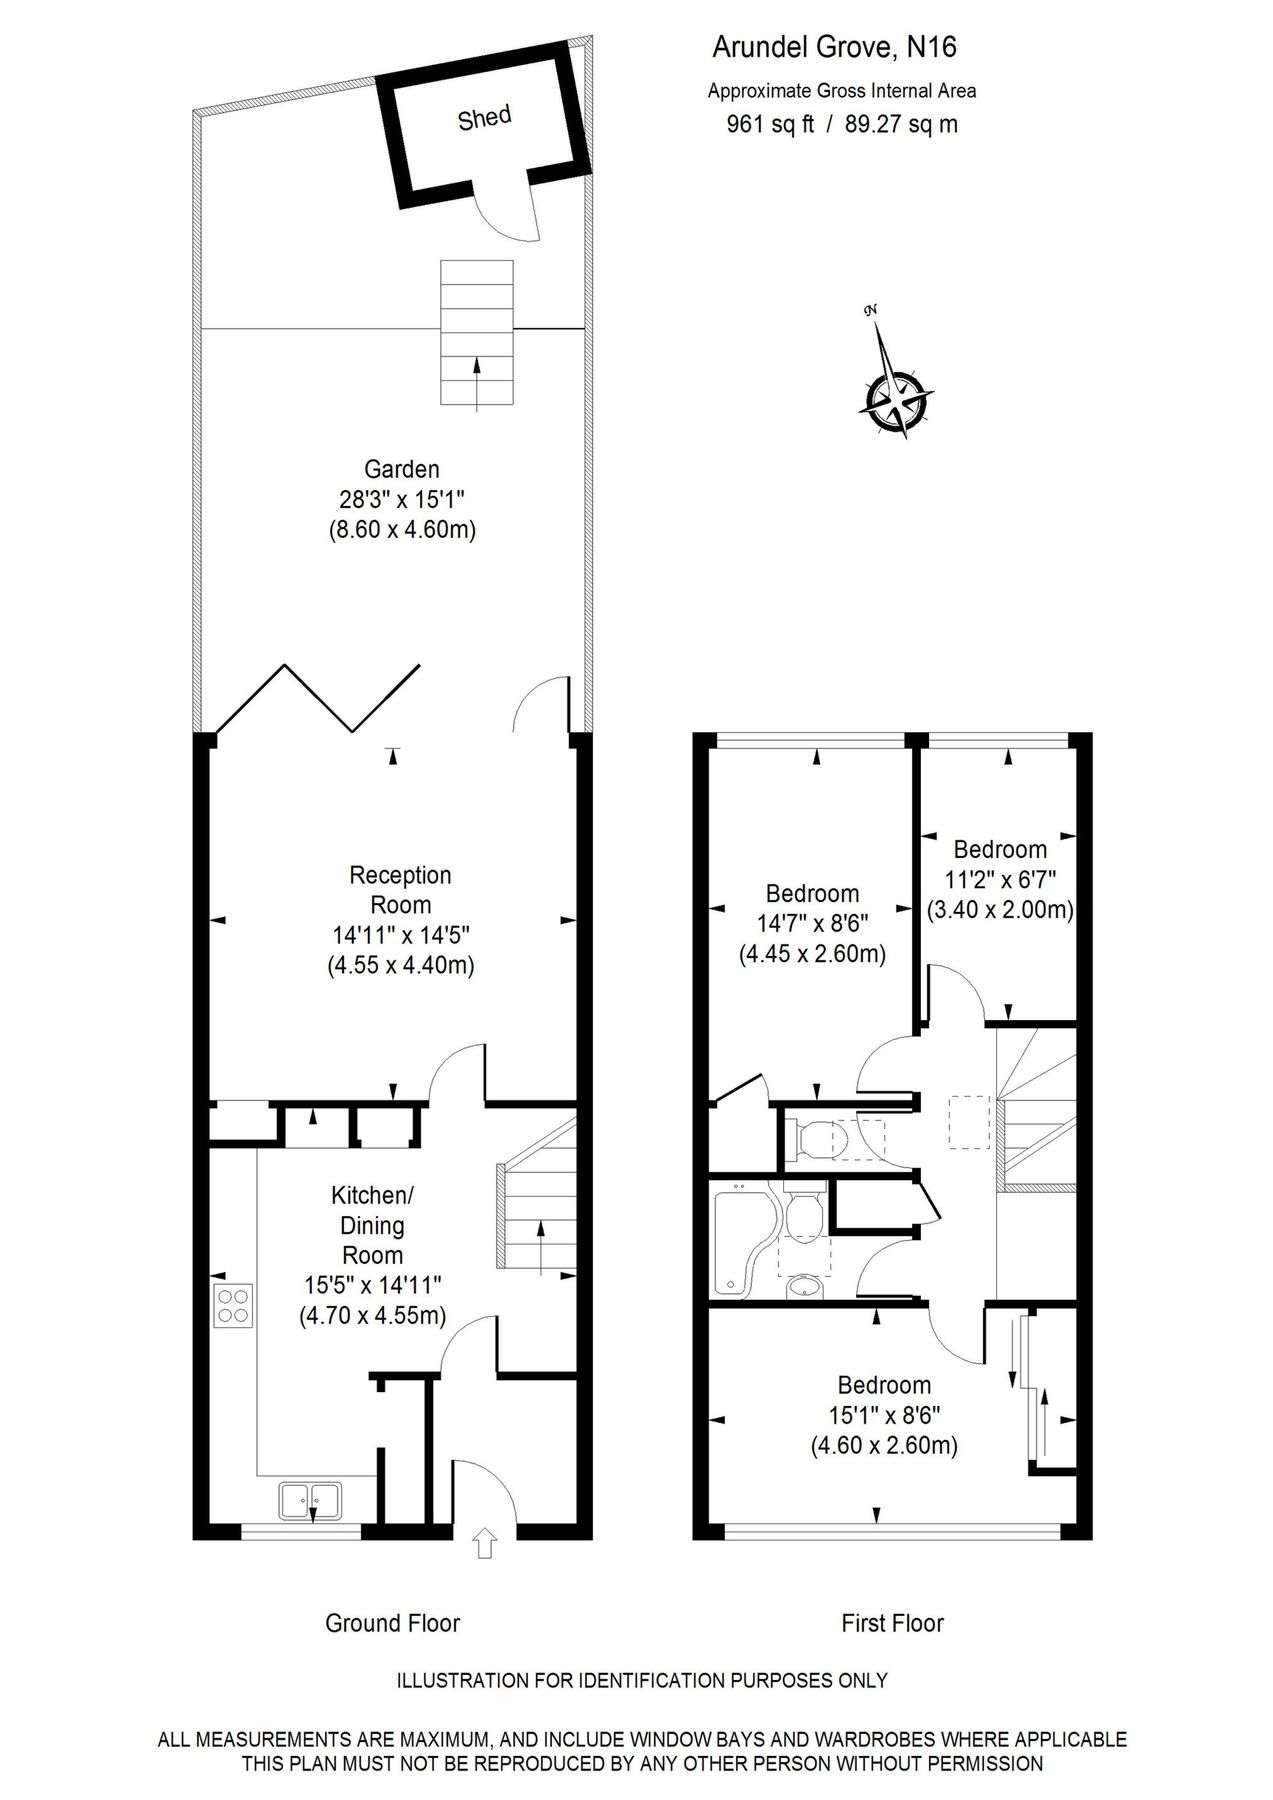 Arundel Grove, N16
Approximate Gross Internal Area
961 sq ft / 89.27 sq m
Shed
N
Garden
28'3" x 15'1"
(8.60 x 4.60m)
Reception
Room
14'11" x 14'5"
(4.55 x 4.40m)
Kitchen/
Dining
Room
15'5" x 14'11"
(4.70 x 4.55m)
Bedroom
14'7" x 8'6"
(4.45 x 2.60m)
Bedroom
11'2" x 6'7"
(3.40 x 2.00m)
Bedroom
15'1" x 8'6"
(4.60 x 2.60m)
Ground Floor
First Floor
ILLUSTRATION FOR IDENTIFICATION PURPOSES ONLY
ALL MEASUREMENTS ARE MAXIMUM, AND INCLUDE WINDOW BAYS AND WARDROBES WHERE APPLICABLE
THIS PLAN MUST NOT BE REPRODUCED BY ANY OTHER PERSON WITHOUT PERMISSION